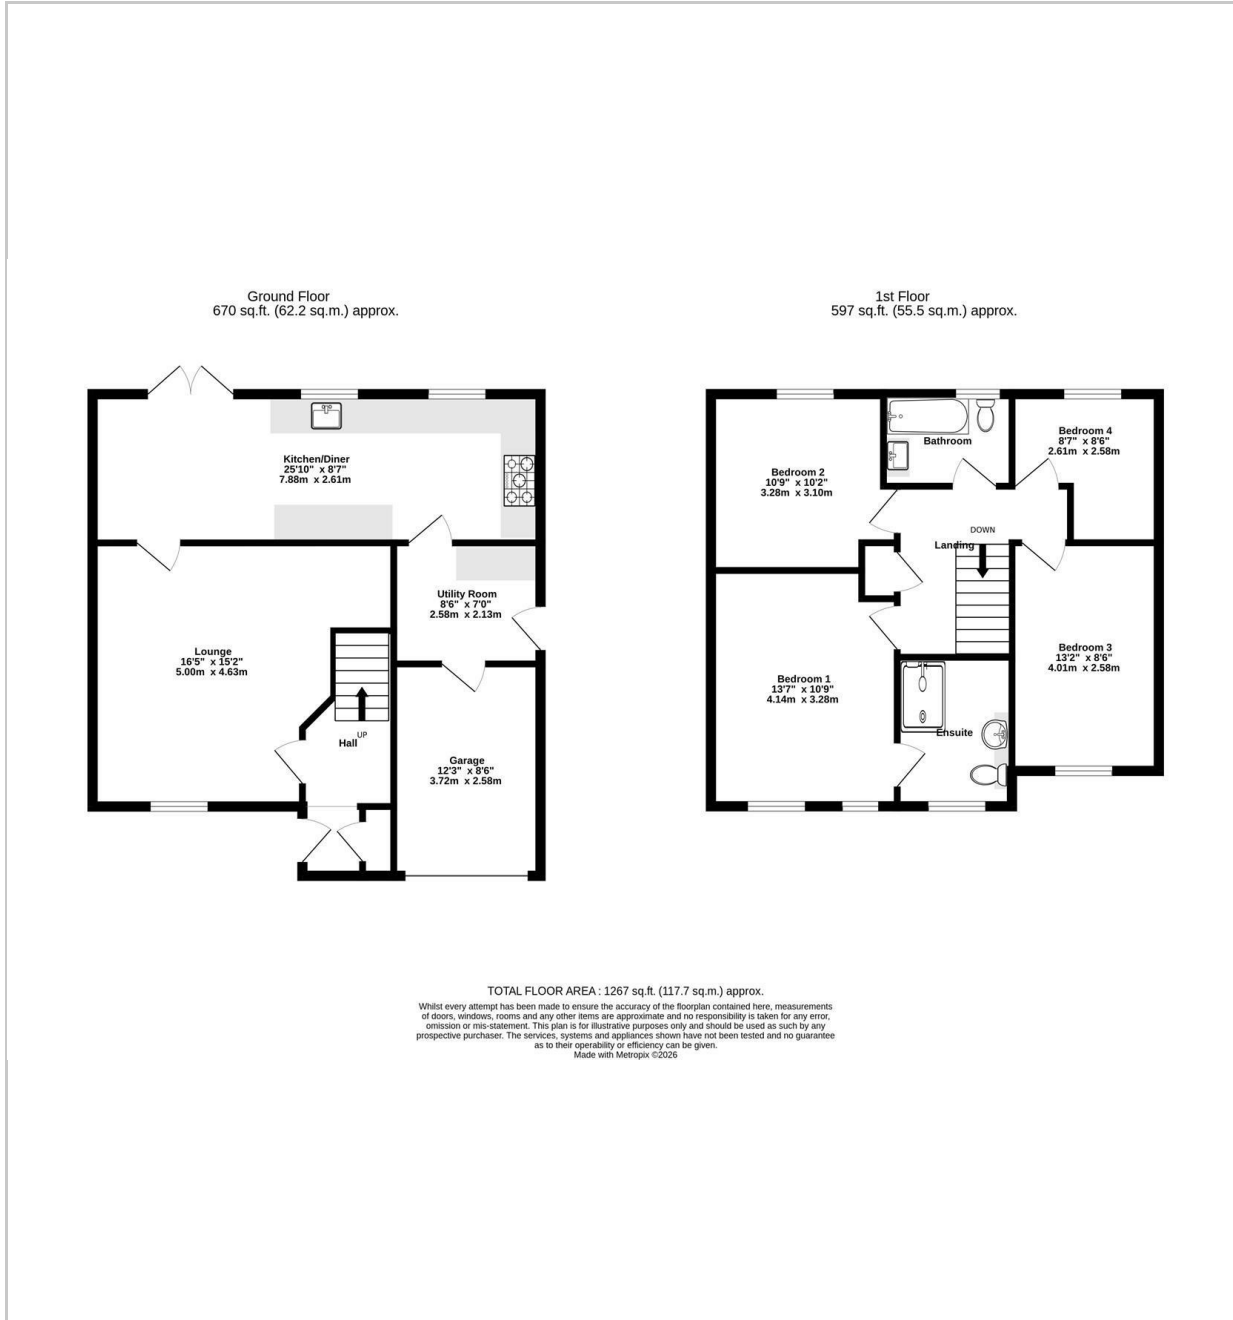 Ground Floor
670 sq.ft. (62.2 sq.m.) approx.
Kitchen/Diner
25'10" x 8'7"
7.88m x 2.61m
Utility Room
8'6" x 7'0"
2.58m x 2.13m
Lounge
16'5" x 15'2"
5.00m x 4.63m
UP
Hall
Garage
12'3" x 8'6"
3.72m x 2.58m
1st Floor
597 sq.ft. (55.5 sq.m.) approx.
Bedroom 2
10'9" x 10'2"
3.28m x 3.10m
Bathroom
Bedroom 4
8'7" x 8'6"
2.61m x 2.58m
DOWN
Landing
Bedroom 1
13'7" x 10'9"
4.14m x 3.28m
Bedroom 3
13'2" x 8'6"
4.01m x 2.58m
Ensuite
TOTAL FLOOR AREA : 1267 sq.ft. (117.7 sq.m.) approx.
Whilst every attempt has been made to ensure the accuracy of the floorplan contained here, measurements
of doors, windows, rooms and any other items are approximate and no responsibility is taken for any error,
omission or mis-statement. This plan is for illustrative purposes only and should be used as such by any
prospective purchaser. The services, systems and appliances shown have not been tested and no guarantee
as to their operability or efficiency can be given.
Made with Metropix ©2026